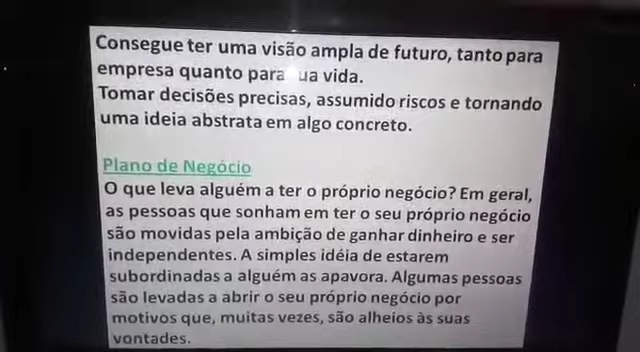 Consegue ter uma visão ampla de futuro, tanto para
empresa quanto para ua vida.
Tomar decisões precisas, assumido riscos e tornando
uma ideia abstrata em algo concreto.
Plano de Negócio
O que leva alguém a ter o próprio negócio? Em geral,
as pessoas que sonham em ter o seu próprio negócio
são movidas pela ambição de ganhar dinheiro e ser
independentes. A simples idéia de estarem
subordinadas a alguém as apavora. Algumas pessoas
são levadas a abrir o seu próprio negócio por
motivos que, muitas vezes, são alheios às suas
vontades.